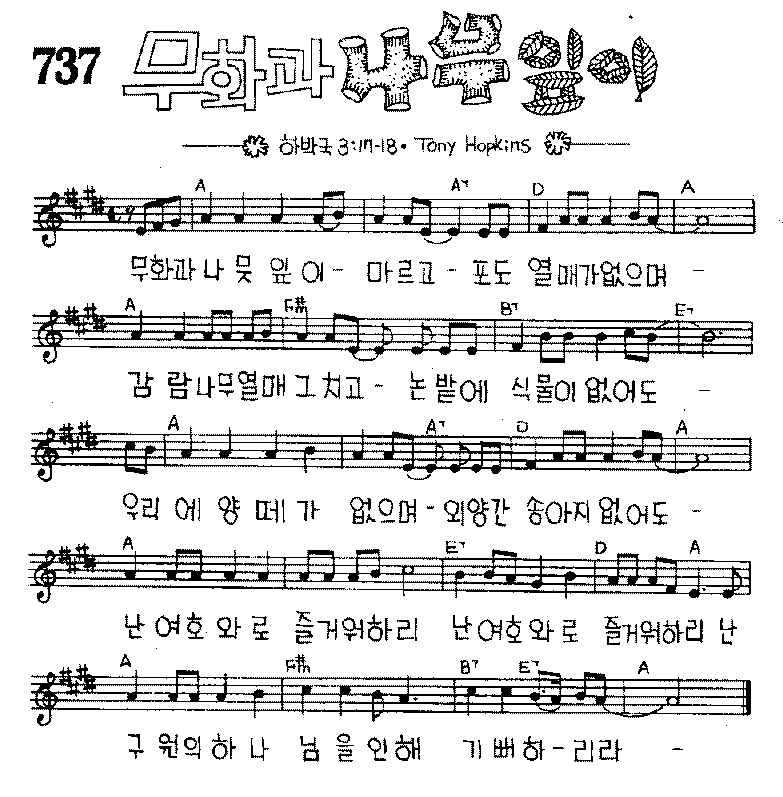 737 무화과 나뭇잎이
하박국 3:17-18 • Tony Hopkins
A A7 D A
무화과 나 뭇 잎 이 - 마르고 - 포도 열매가없으며 -
A F#m B7 E7
감 람나무열매 그 치고 - 논 밭에 식물이 없어도 -
A A7 D A
우리 에 양 떼 가 없으며 - 외양간 송아지없어도 -
A E7 D A
난 여호 와 로 즐거워하리 난여호와로 즐거워하리 난
A F#m B7 E7 A
구 원의하 나 님 을 인해 기 뻐하-리라 -